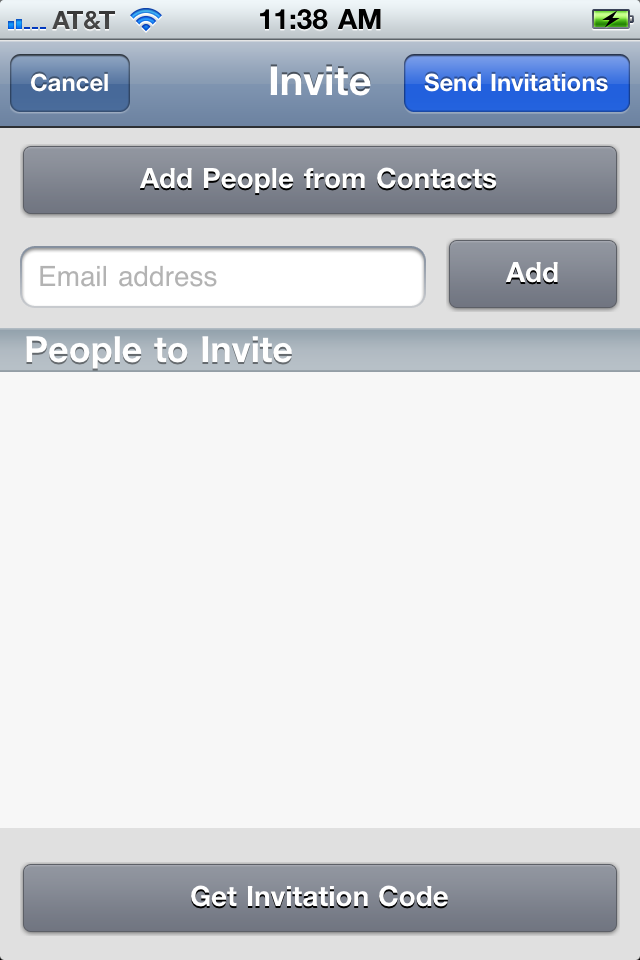 AT&T 11:38 AM
Cancel Invite Send Invitations
Add People from Contacts
Email address Add
People to Invite
Get Invitation Code